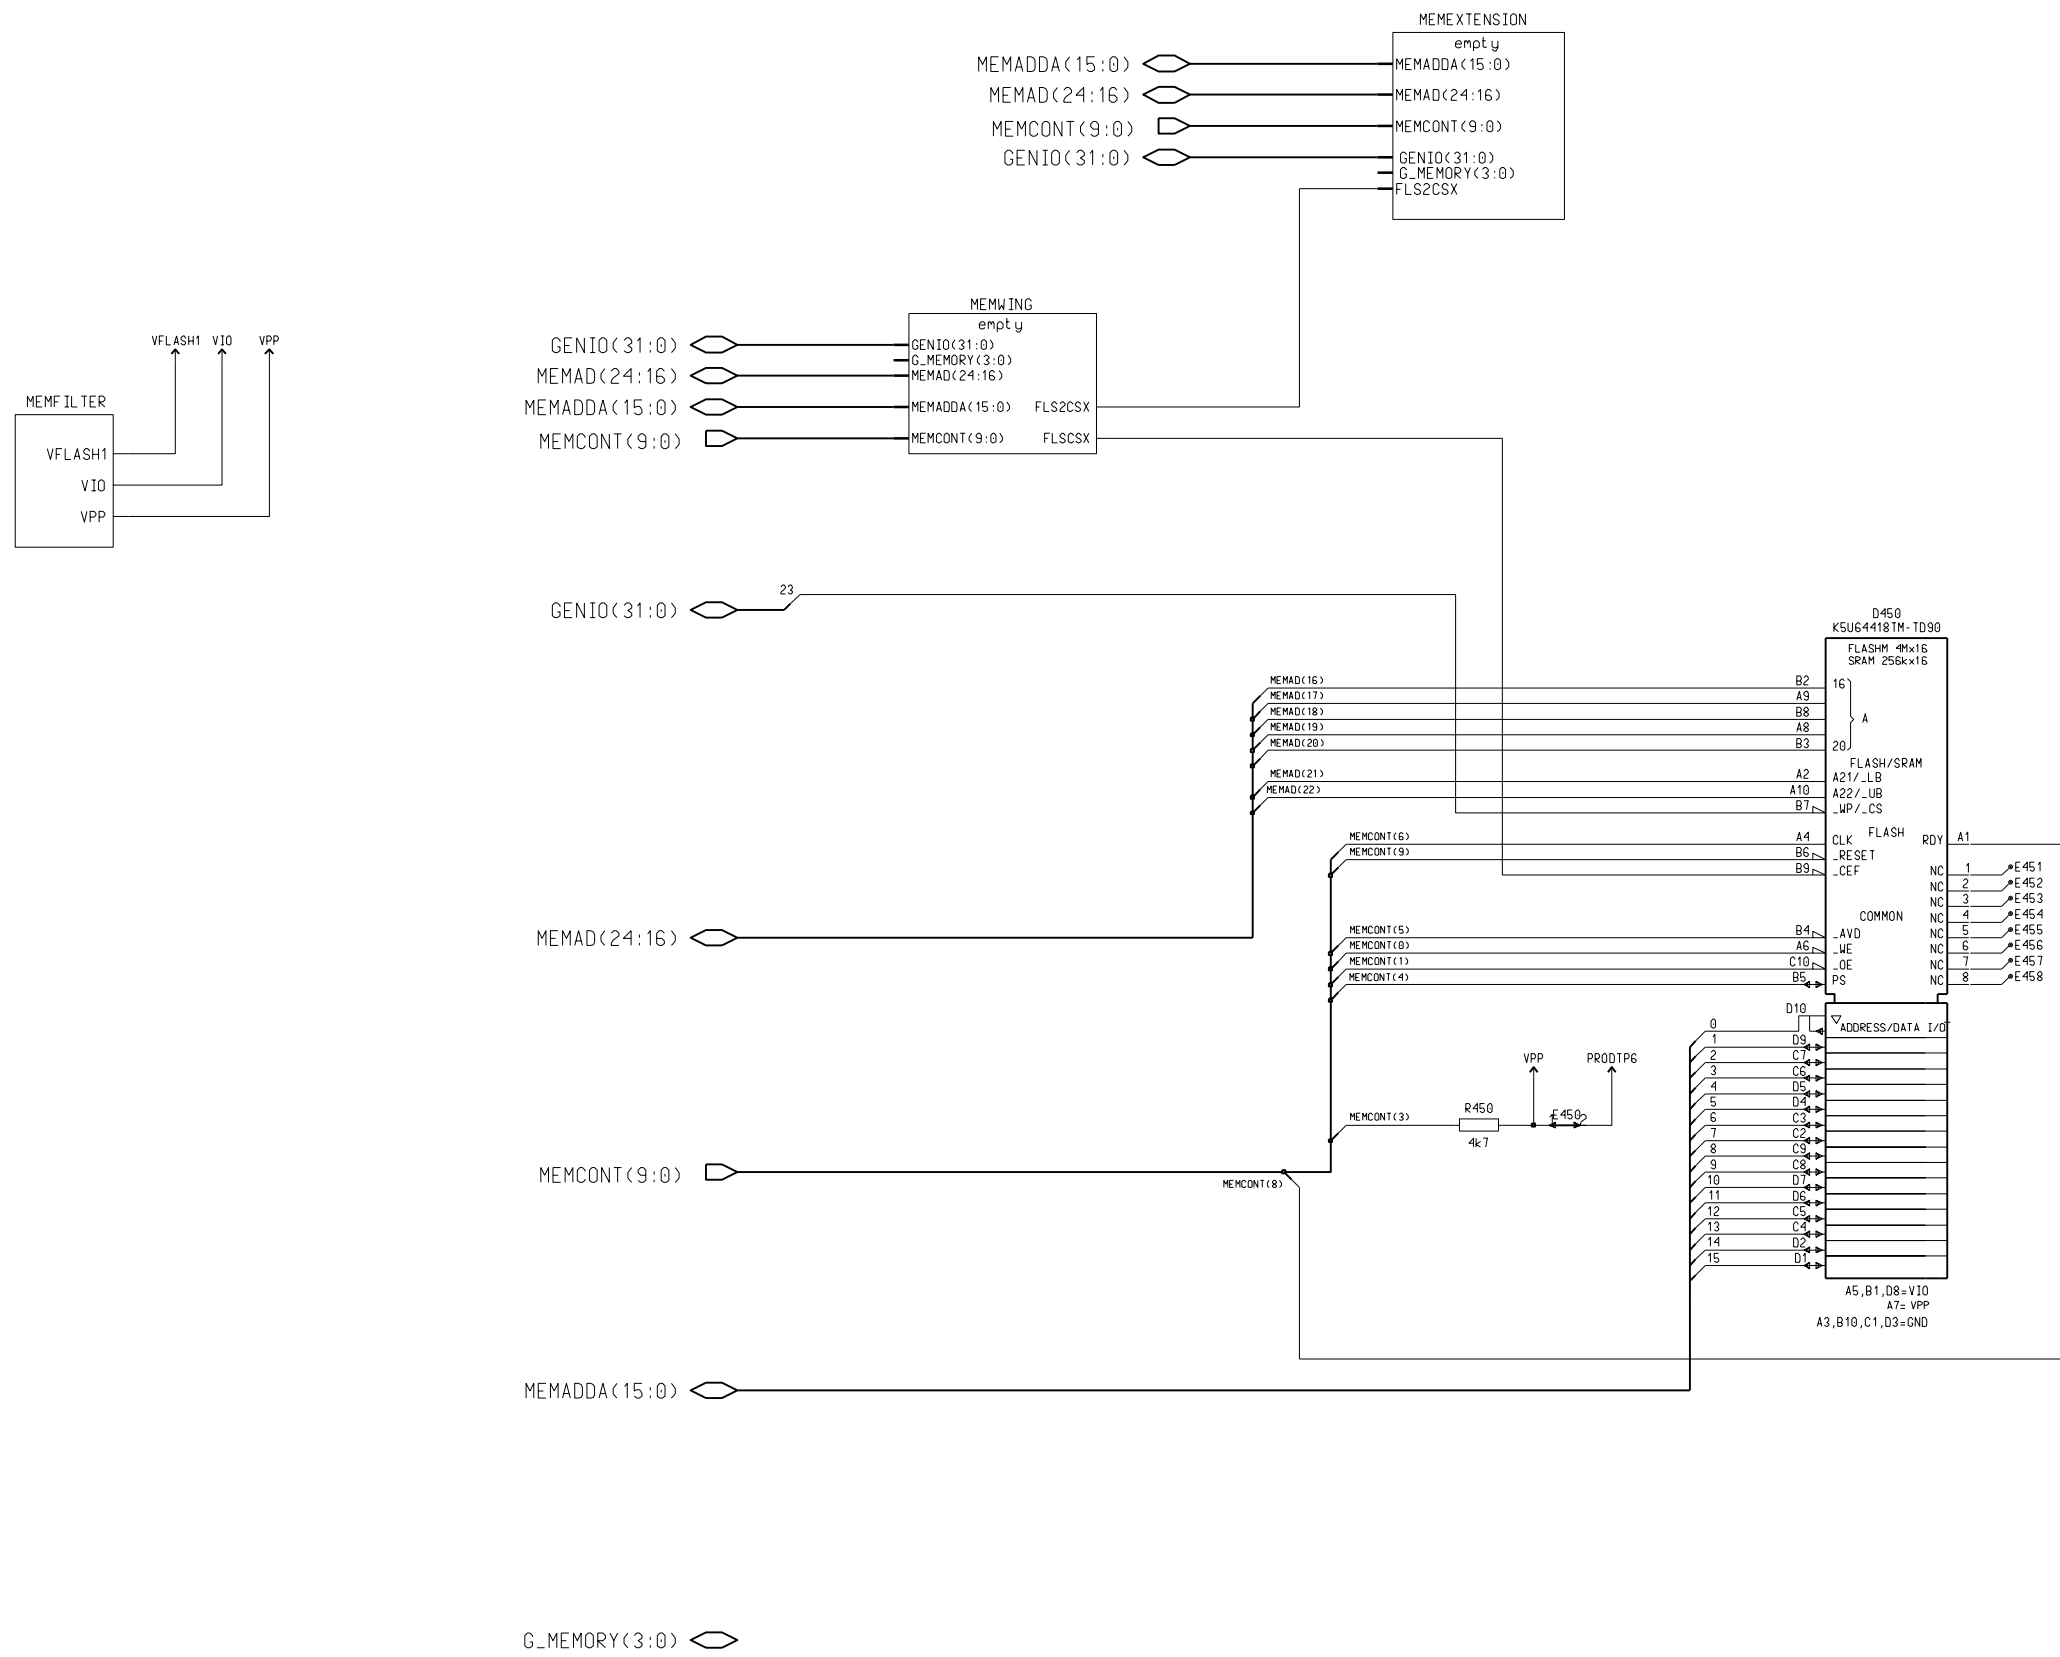 MEMEXTENSION
empty
MEMADDA(15:0) MEMADDA(15:0)
MEMAD(24:16) MEMAD(24:16)
MEMCONT(9:0) MEMCONT(9:0)
GENIO(31:0) GENIO(31:0)
G_MEMORY(3:0)
FLS2CSX
MEMWING
empty
GENIO(31:0) GENIO(31:0)
G_MEMORY(3:0)
MEMAD(24:16) MEMAD(24:16)
MEMADDA(15:0) MEMADDA(15:0) FLS2CSX
MEMCONT(9:0) MEMCONT(9:0) FLSCSX
VFLASH1 VIO VPP
MEMFILTER
VFLASH1
VIO
VPP
23
GENIO(31:0)
D450
K5U64418TM-TD90
FLASHM 4Mx16
SRAM 256kx16
MEMAD(16) B2 16
MEMAD(17) A9
MEMAD(18) B8 A
MEMAD(19) A8
MEMAD(20) B3 20
FLASH/SRAM
MEMAD(21) A2 A21/_LB
MEMAD(22) A10 A22/_UB
B7 _WP/_CS
FLASH
MEMCONT(6) A4 CLK RDY A1
MEMCONT(9) B6 _RESET
B9 _CEF NC 1 E451
NC 2 E452
NC 3 E453
COMMON NC 4 E454
MEMAD(24:16)
MEMCONT(5) B4 _AVD NC 5 E455
MEMCONT(0) A6 _WE NC 6 E456
MEMCONT(1) C10 _OE NC 7 E457
MEMCONT(4) B5 PS NC 8 E458
D10
0 ADDRESS/DATA I/O
1 D9
2 C7
3 C6
4 D5
5 D4
6 C3
7 C2
8 C9
9 C8
10 D7
11 D6
12 C5
13 C4
14 D2
15 D1
VPP PRODTP6
MEMCONT(3) R450 1 E450 2
4k7
MEMCONT(9:0)
MEMCONT(8)
A5,B1,D8=VIO
A7= VPP
A3,B10,C1,D3=GND
MEMADDA(15:0)
G_MEMORY(3:0)